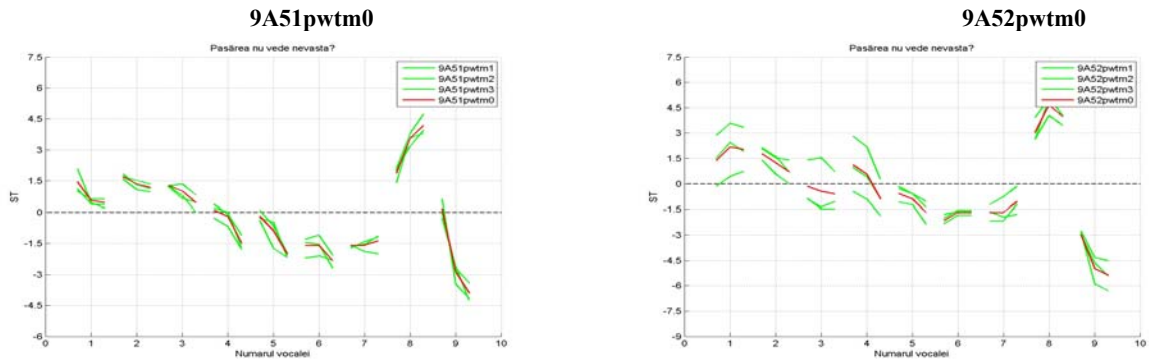 9A51pwtm0
Pasărea nu vede nevasta?
7.5
6
4.5
3
1.5
0
-1.5
-3
-4.5
-6
ST
0 1 2 3 4 5 6 7 8 9 10
Numarul vocalei
9A51pwtm1
9A51pwtm2
9A51pwtm3
9A51pwtm0
9A52pwtm0
Pasărea nu vede nevasta?
7.5
6
4.5
3
1.5
0
-1.5
-3
-4.5
-6
-7.5
-9
ST
0 1 2 3 4 5 6 7 8 9 10
Numarul vocalei
9A52pwtm1
9A52pwtm2
9A52pwtm3
9A52pwtm0